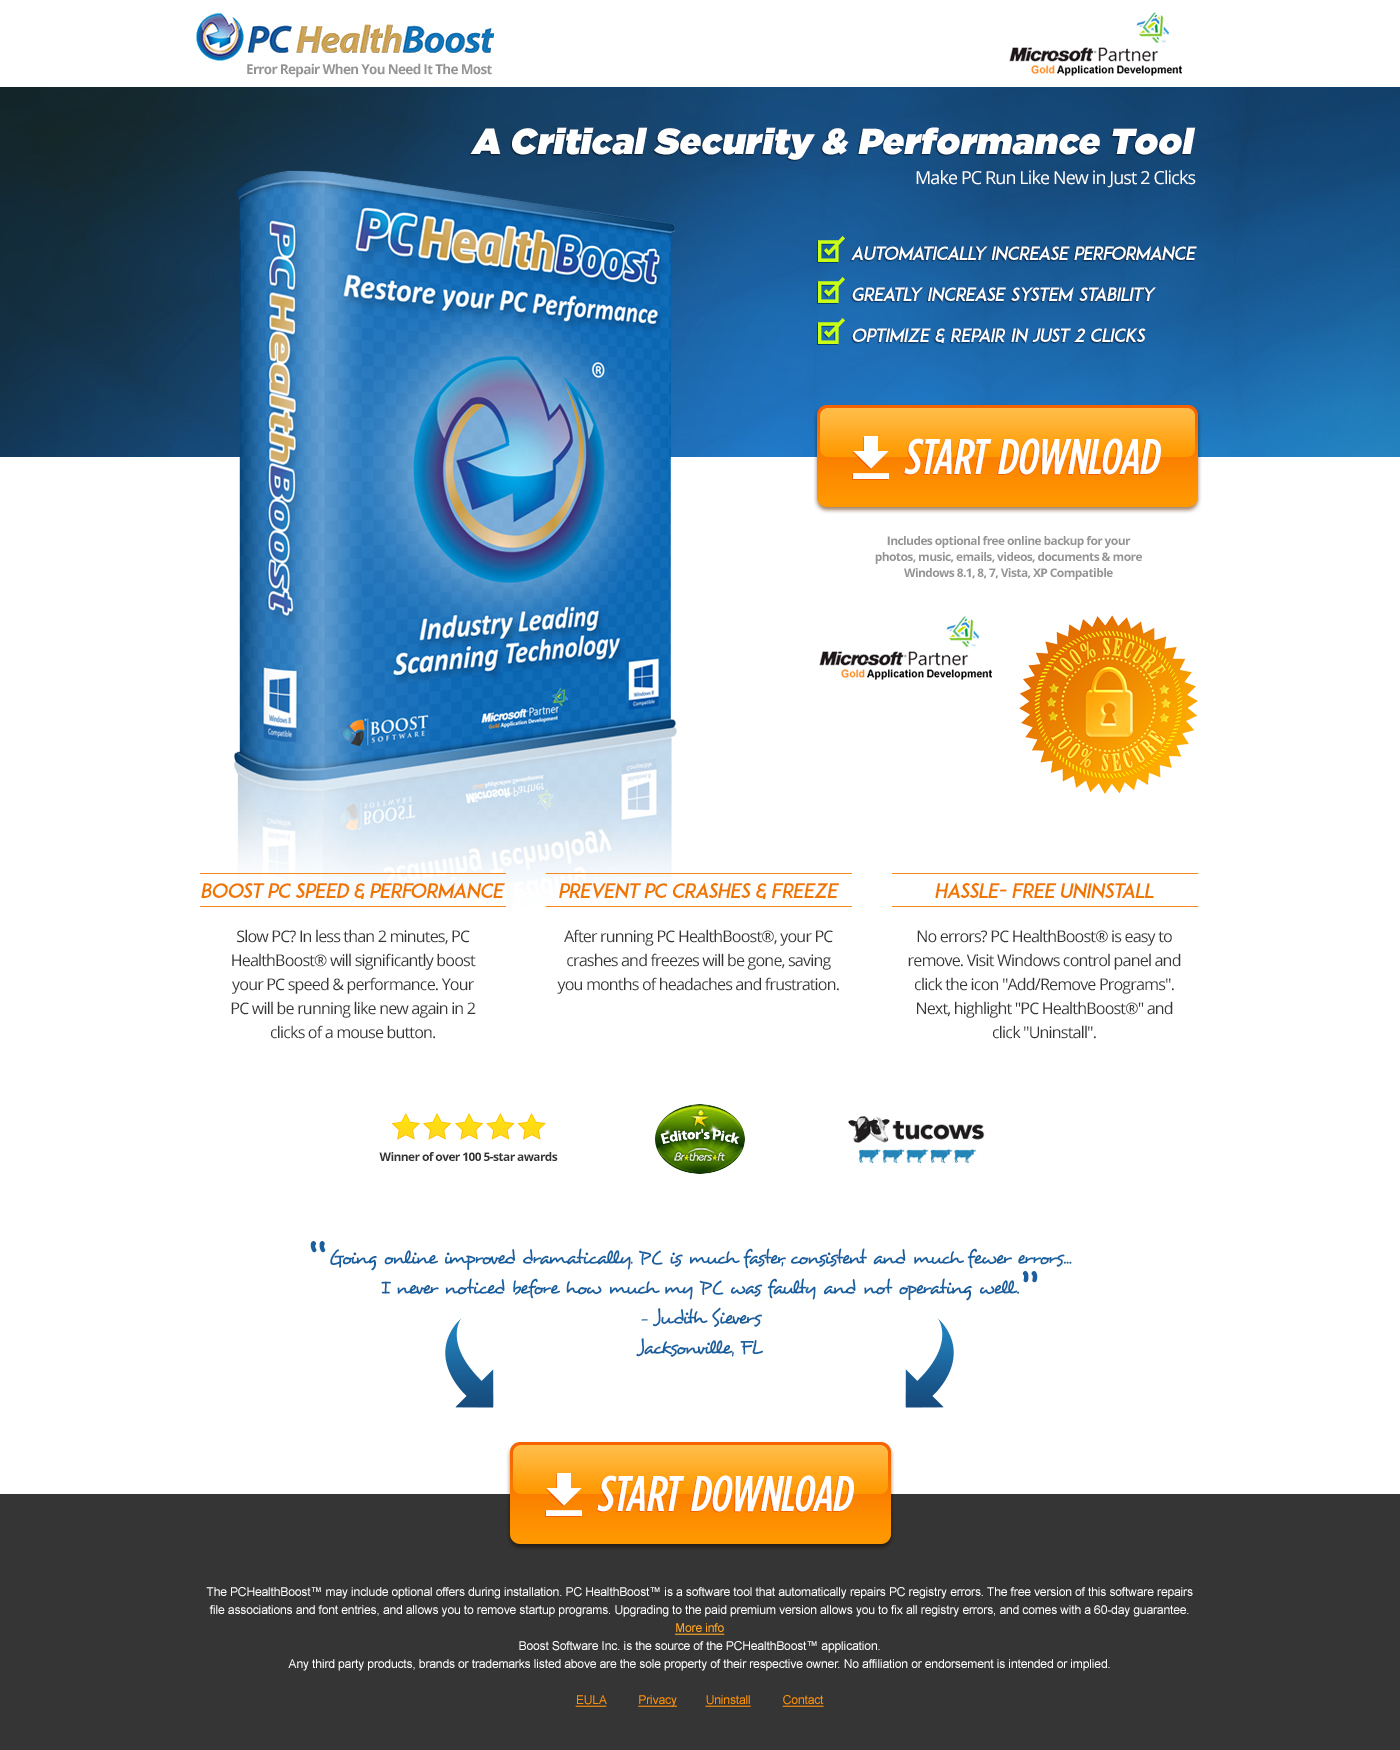 PC HealthBoost
Error Repair When You Need It The Most
Microsoft Partner
Gold Application Development
A Critical Security & Performance Tool
Make PC Run Like New in Just 2 Clicks
AUTOMATICALLY INCREASE PERFORMANCE
GREATLY INCREASE SYSTEM STABILITY
OPTIMIZE & REPAIR IN JUST 2 CLICKS
PC HealthBoost
PC HealthBoost
Restore your PC Performance
®
Industry Leading
Scanning Technology
Windows 8
Compatible
BOOST
SOFTWARE
Microsoft Partner
Gold Application Development
Windows 8
Compatible
START DOWNLOAD
Includes optional free online backup for your
photos, music, emails, videos, documents & more
Windows 8.1, 8, 7, Vista, XP Compatible
Microsoft Partner
Gold Application Development
100% SECURE
100% SECURE
BOOST PC SPEED & PERFORMANCE
Slow PC? In less than 2 minutes, PC
HealthBoost® will significantly boost
your PC speed & performance. Your
PC will be running like new again in 2
clicks of a mouse button.
PREVENT PC CRASHES & FREEZE
After running PC HealthBoost®, your PC
crashes and freezes will be gone, saving
you months of headaches and frustration.
HASSLE- FREE UNINSTALL
No errors? PC HealthBoost® is easy to
remove. Visit Windows control panel and
click the icon "Add/Remove Programs".
Next, highlight "PC HealthBoost®" and
click "Uninstall".
Winner of over 100 5-star awards
Editor's Pick
Brothersoft
tucows
"Going online improved dramatically. PC is much faster, consistent and much fewer errors...
I never noticed before how much my PC was faulty and not operating well."
- Judith Sievers
Jacksonville, FL
START DOWNLOAD
The PCHealthBoost™ may include optional offers during installation. PC HealthBoost™ is a software tool that automatically repairs PC registry errors. The free version of this software repairs
file associations and font entries, and allows you to remove startup programs. Upgrading to the paid premium version allows you to fix all registry errors, and comes with a 60-day guarantee.
More info
Boost Software Inc. is the source of the PCHealthBoost™ application.
Any third party products, brands or trademarks listed above are the sole property of their respective owner. No affiliation or endorsement is intended or implied.
EULA Privacy Uninstall Contact